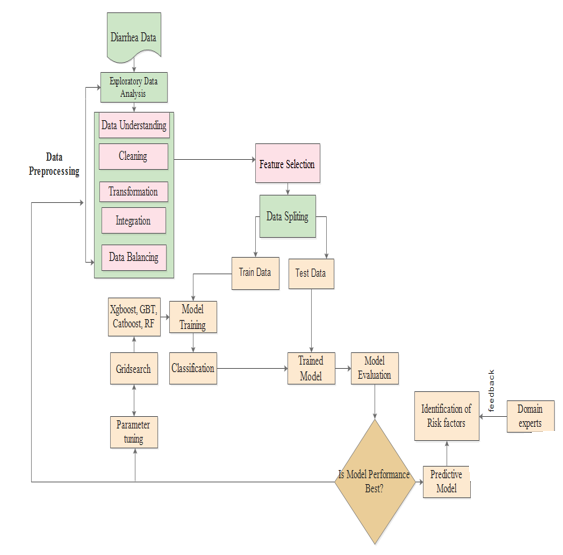 Diarrhea Data
Exploratory Data
Analysis
Data Understanding
Data
Preprocessing
Cleaning
Feature Selection
Transformation
Integration
Data Spliting
Data Balancing
Train Data
Test Data
Xgboost, GBT,
Catboost, RF
Model
Training
Gridsearch
Classification
Trained
Model
Model
Evaluation
feedback
Identification of
Risk factors
Domain
experts
Parameter
tuning
Is Model Performance
Best?
Predictive
Model